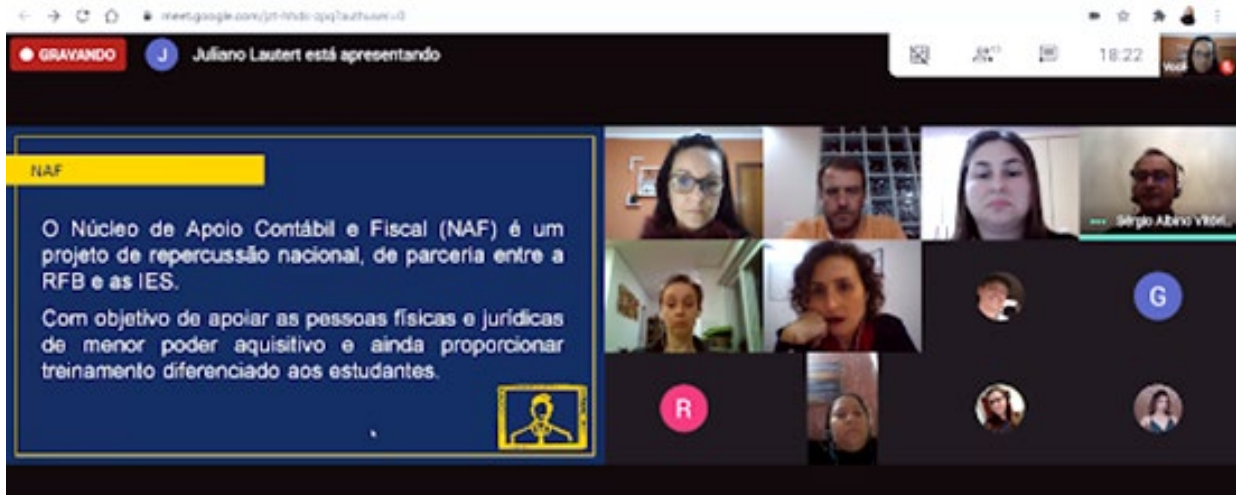 GRAVANDO
J
Juliano Lautert está apresentando
18:22
Você
NAF
O Núcleo de Apoio Contábil e Fiscal (NAF) é um
projeto de repercussão nacional, de parceria entre a
RFB e as IES.
Com objetivo de apoiar as pessoas físicas e jurídicas
de menor poder aquisitivo e ainda proporcionar
treinamento diferenciado aos estudantes.
Sérgio Albino Vitóri...
G
R